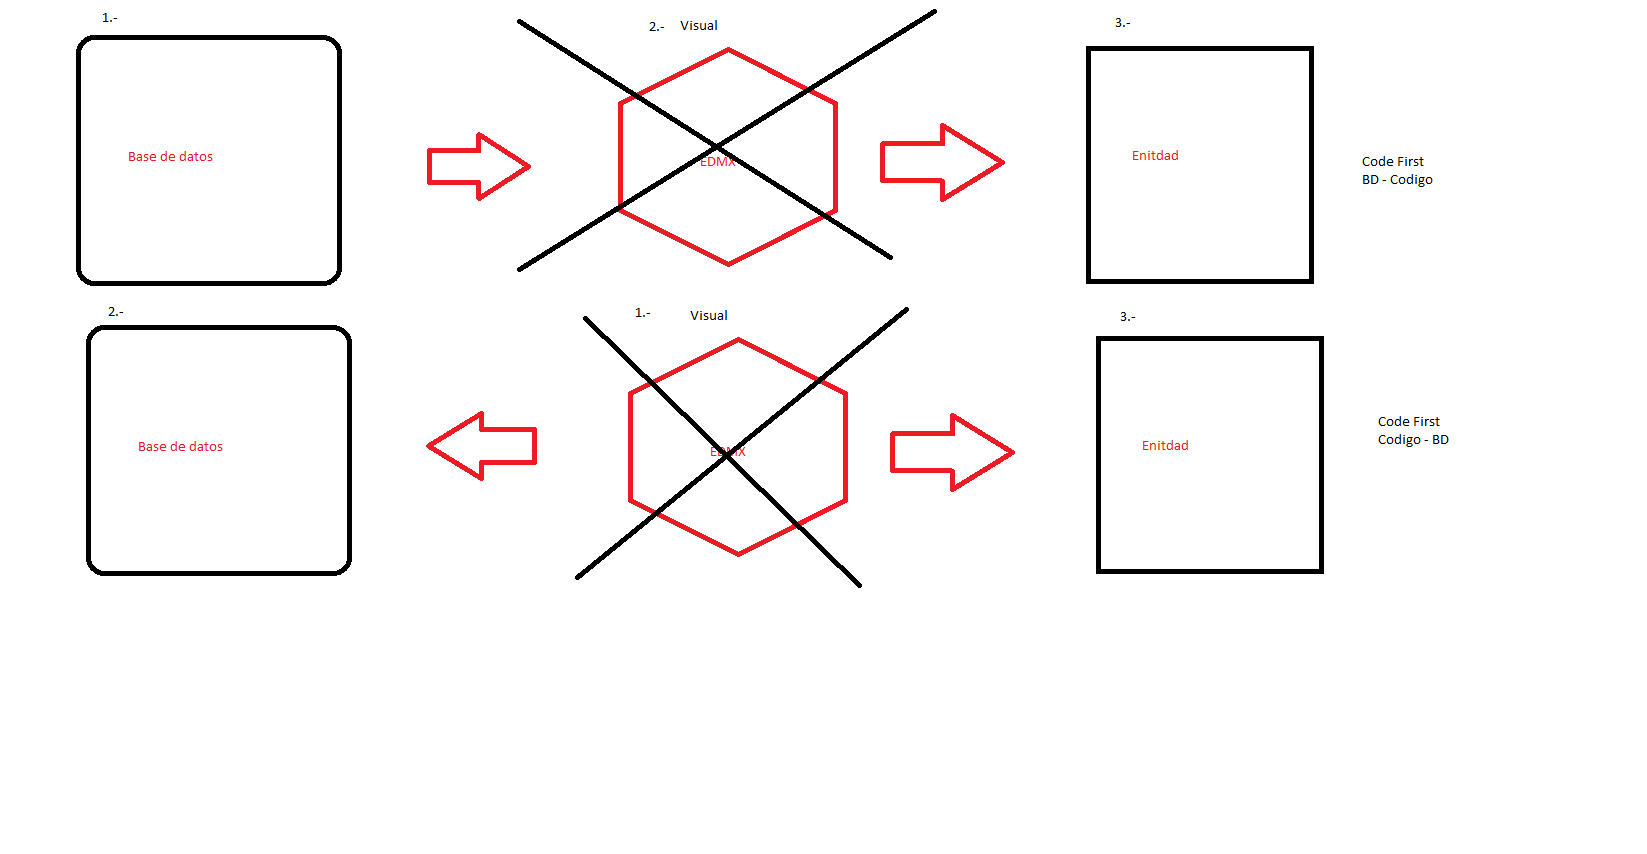 1.-
2.- Visual
3.-
Base de datos
EDMX
Enitdad
Code First
BD - Codigo
2.-
1.- Visual
3.-
Base de datos
EDMX
Enitdad
Code First
Codigo - BD